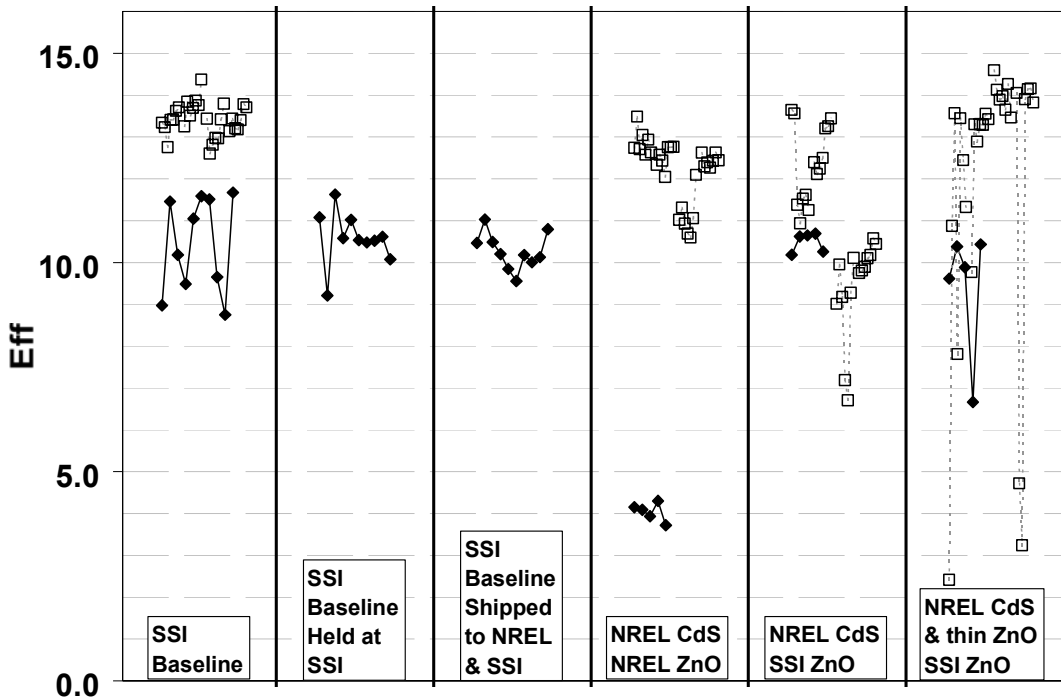 Eff
15.0
10.0
5.0
0.0
SSI
Baseline
SSI
Baseline
Held at
SSI
SSI
Baseline
Shipped
to NREL
& SSI
NREL CdS
NREL ZnO
NREL CdS
SSI ZnO
NREL CdS
& thin ZnO
SSI ZnO